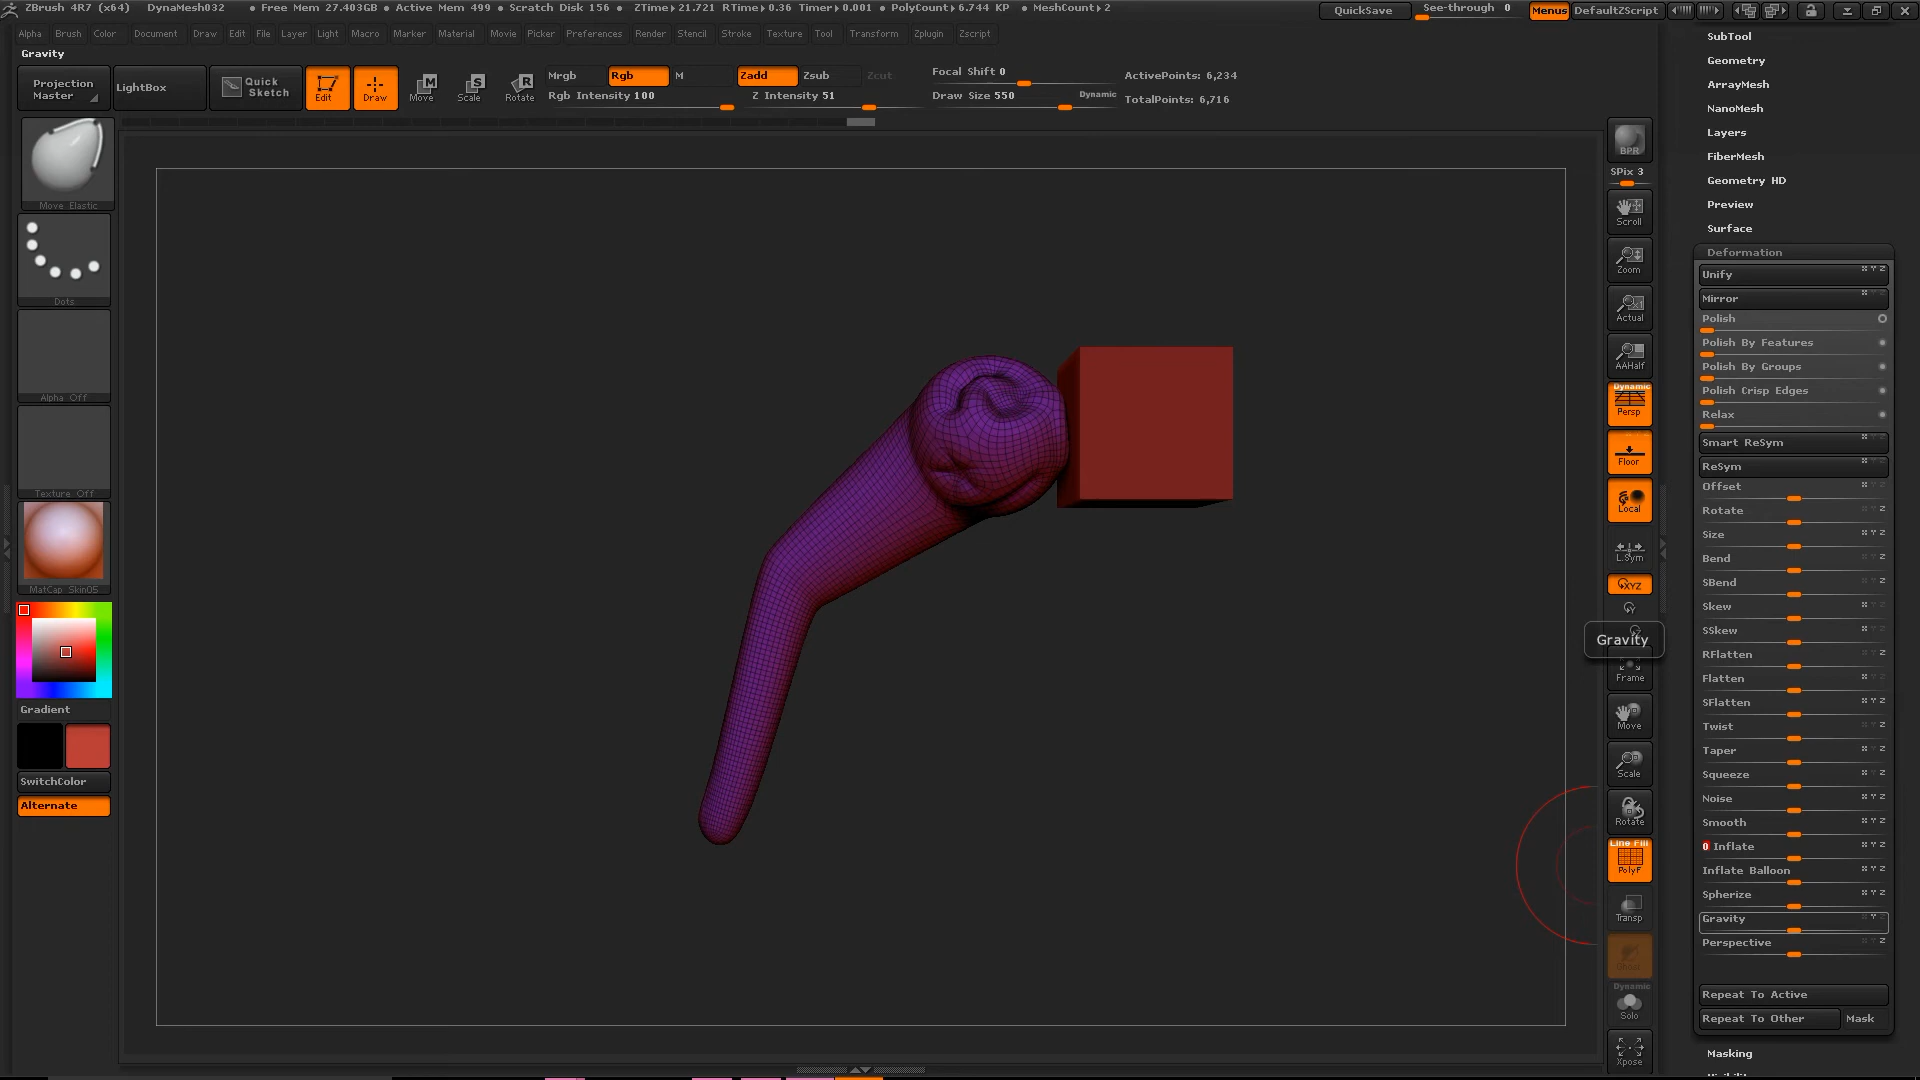 ZBrush 4R7 (x64) DynaMesh032 • Free Mem 27.403GB • Active Mem 499 • Scratch Disk 156 • ZTime▸21.721 RTime▸0.36 Timer▸0.001 • PolyCount▸6.744 KP • MeshCount▸2 QuickSave See-through 0 Menus DefaultZScript
Alpha Brush Color Document Draw Edit File Layer Light Macro Marker Material Movie Picker Preferences Render Stencil Stroke Texture Tool Transform Zplugin Zscript
Gravity
Projection Master
LightBox
Quick Sketch
Edit
Draw
Move
Scale
Rotate
Mrgb Rgb M Zadd Zsub Zcut
Rgb Intensity 100 Z Intensity 51
Focal Shift 0
Draw Size 550 Dynamic
ActivePoints: 6,234
TotalPoints: 6,716
Move Elastic
Dots
Alpha Off
Texture Off
MatCap Skin05
Gradient
SwitchColor
Alternate
BPR
SPix 3
Scroll
Zoom
Actual
AAHalf
Dynamic
Persp
Floor
Local
L.Sym
XYZ
Gravity
Frame
Move
Scale
Rotate
Line Fill
PolyF
Transp
Ghost
Dynamic
Solo
Xpose
SubTool
Geometry
ArrayMesh
NanoMesh
Layers
FiberMesh
Geometry HD
Preview
Surface
Deformation
Unify
Mirror
Polish
Polish By Features
Polish By Groups
Polish Crisp Edges
Relax
Smart ReSym
ReSym
Offset
Rotate
Size
Bend
SBend
Skew
SSkew
RFlatten
Flatten
SFlatten
Twist
Taper
Squeeze
Noise
Smooth
0 Inflate
Inflate Balloon
Spherize
Gravity
Perspective
Repeat To Active
Repeat To Other Mask
Masking